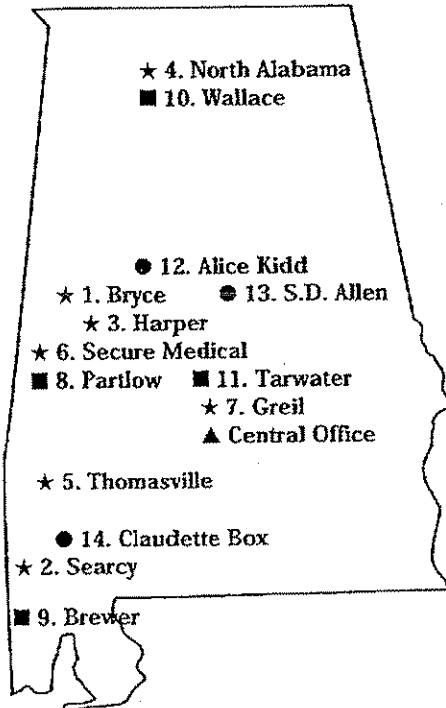 ★ 4. North Alabama
■ 10. Wallace
● 12. Alice Kidd
★ 1. Bryce ● 13. S.D. Allen
★ 3. Harper
★ 6. Secure Medical
■ 8. Partlow ■ 11. Tarwater
★ 7. Greil
▲ Central Office
★ 5. Thomasville
● 14. Claudette Box
★ 2. Searcy
■ 9. Brewer